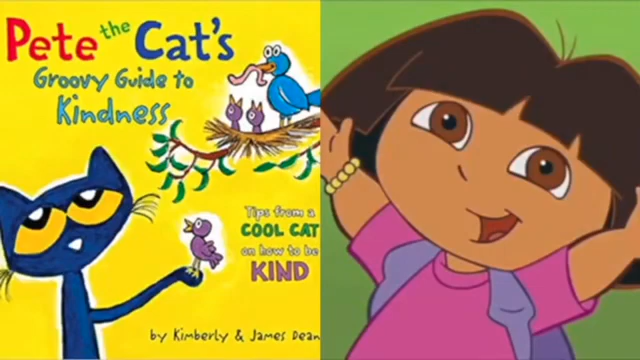 Pete the Cat's
Groovy Guide to
Kindness
Tips from a
COOL CAT
on how to be
KIND
by Kimberly & James Dean